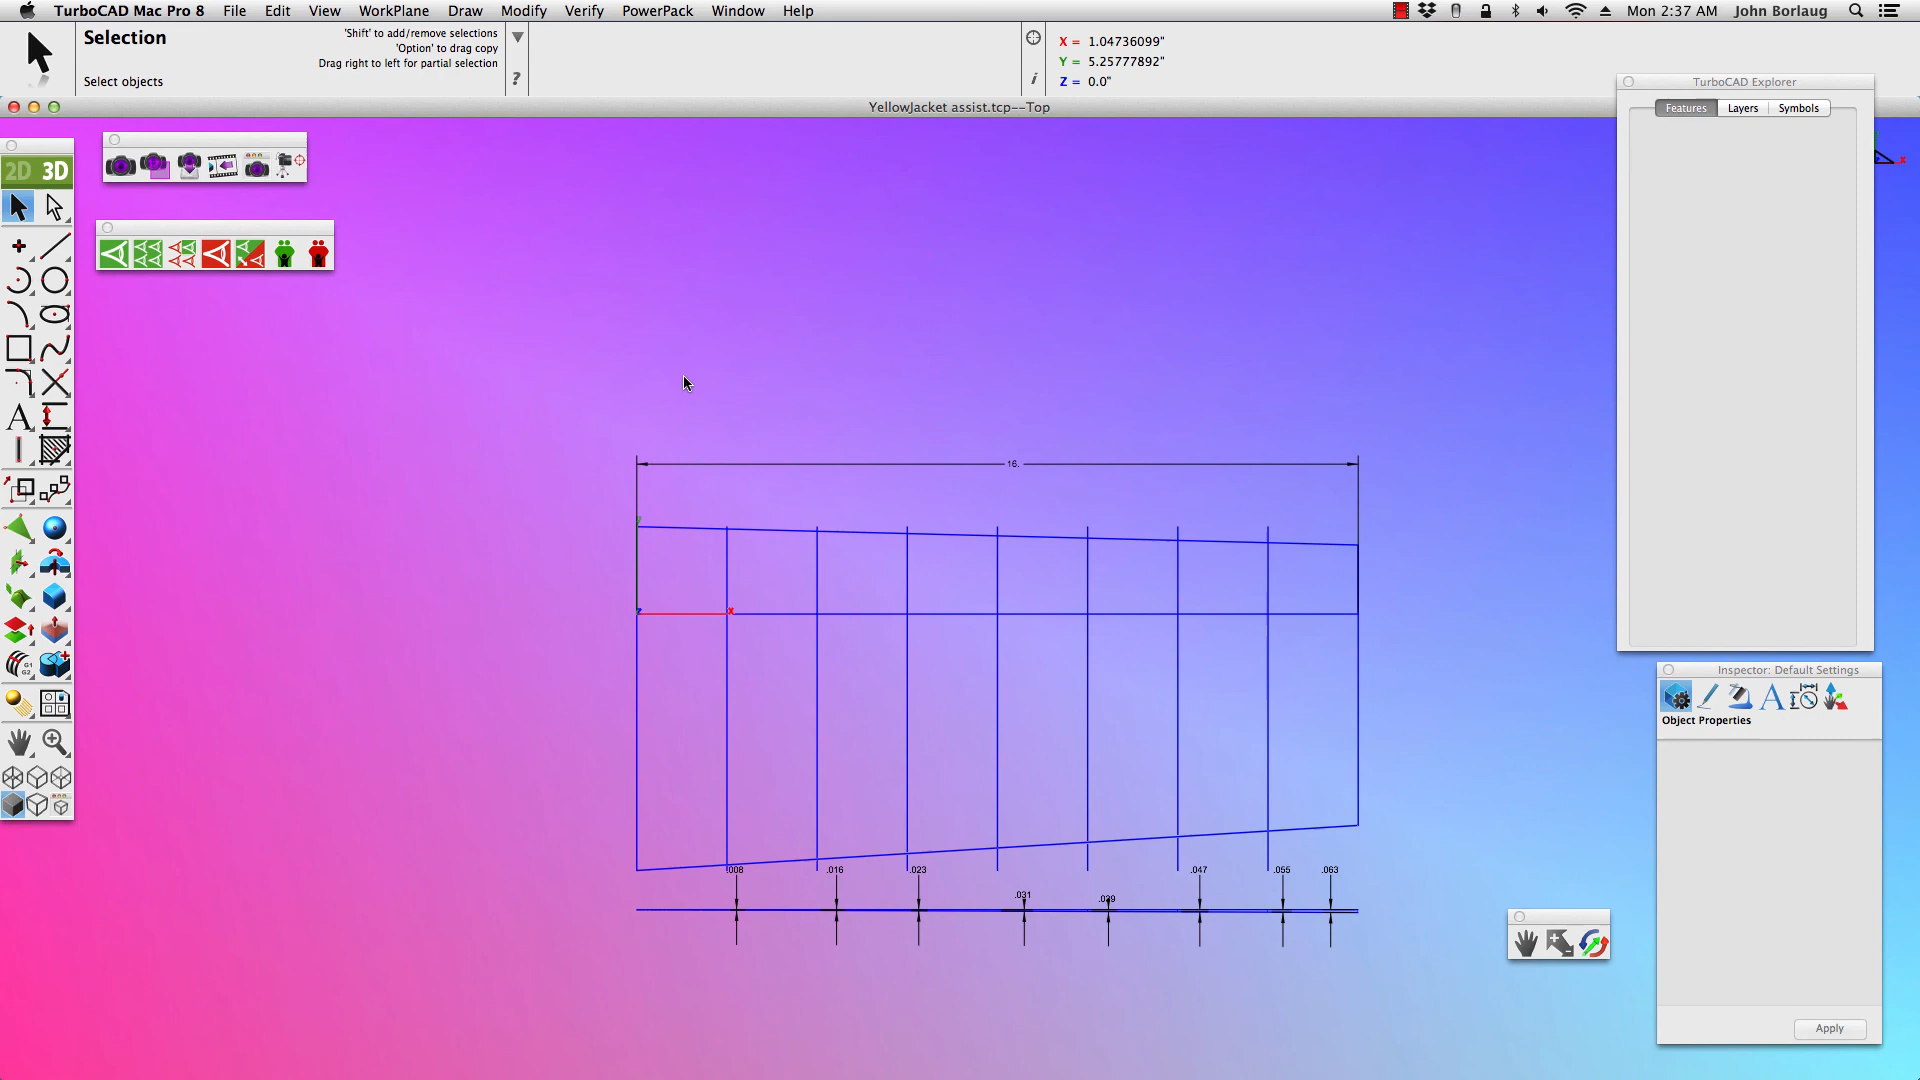 TurboCAD Mac Pro 8 File Edit View WorkPlane Draw Modify Verify PowerPack Window Help Mon 2:37 AM John Borlaug
Selection
'Shift' to add/remove selections
'Option' to drag copy
Drag right to left for partial selection
Select objects
?
i
X = 1.04736099"
Y = 5.25777892"
Z = 0.0"
YellowJacket assist.tcp--Top
TurboCAD Explorer
Features Layers Symbols
2D 3D
x
A
G1
G2
16.
y
z
x
.008 .016 .023 .031 .039 .047 .055 .063
Inspector: Default Settings
A
Object Properties
Apply